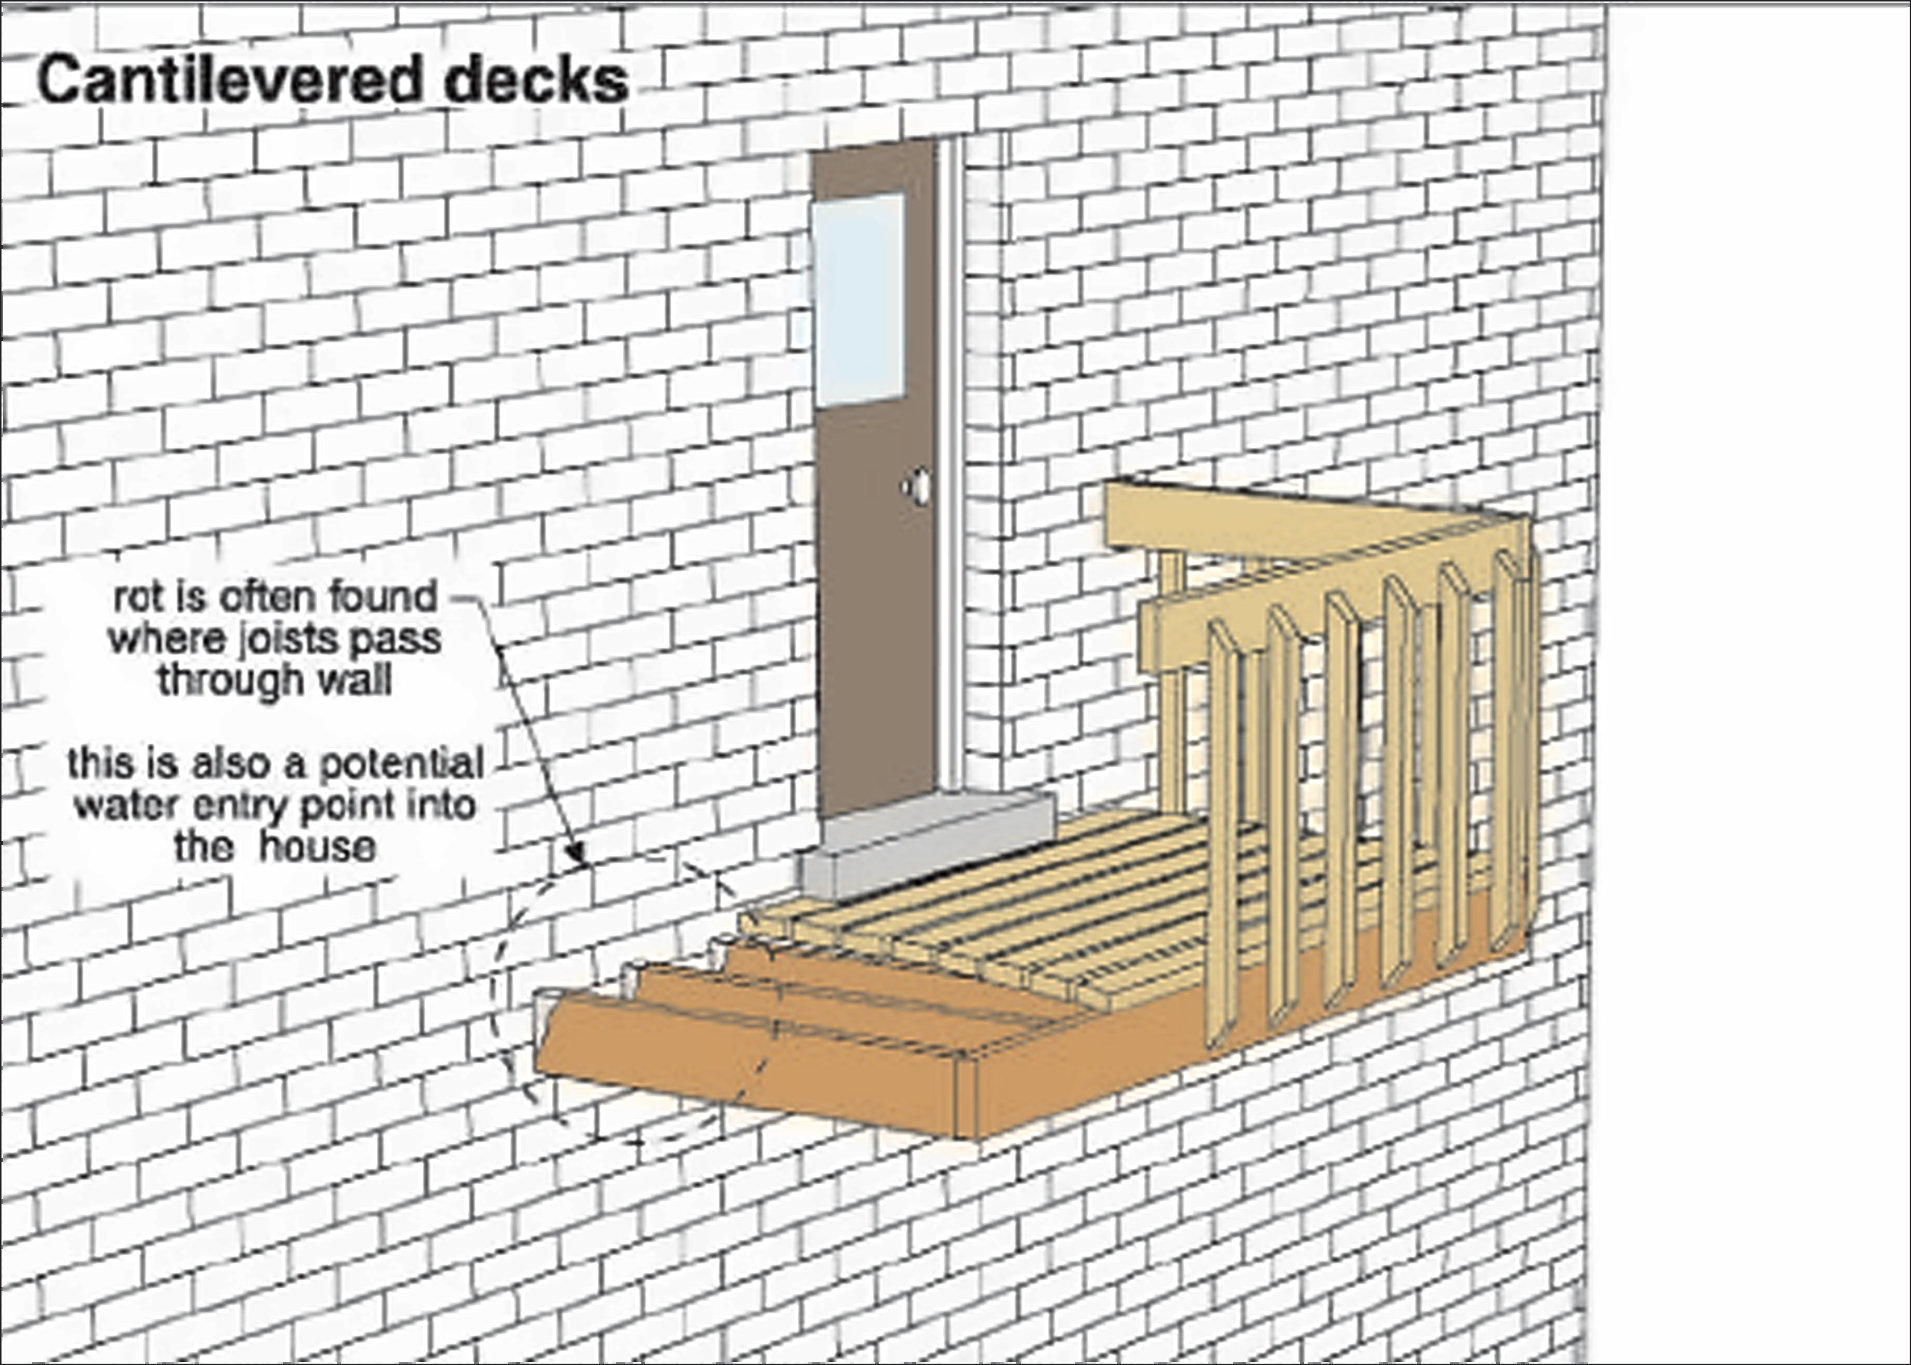 Cantilevered decks
rot is often found
where joists pass
through wall
this is also a potential
water entry point into
the house